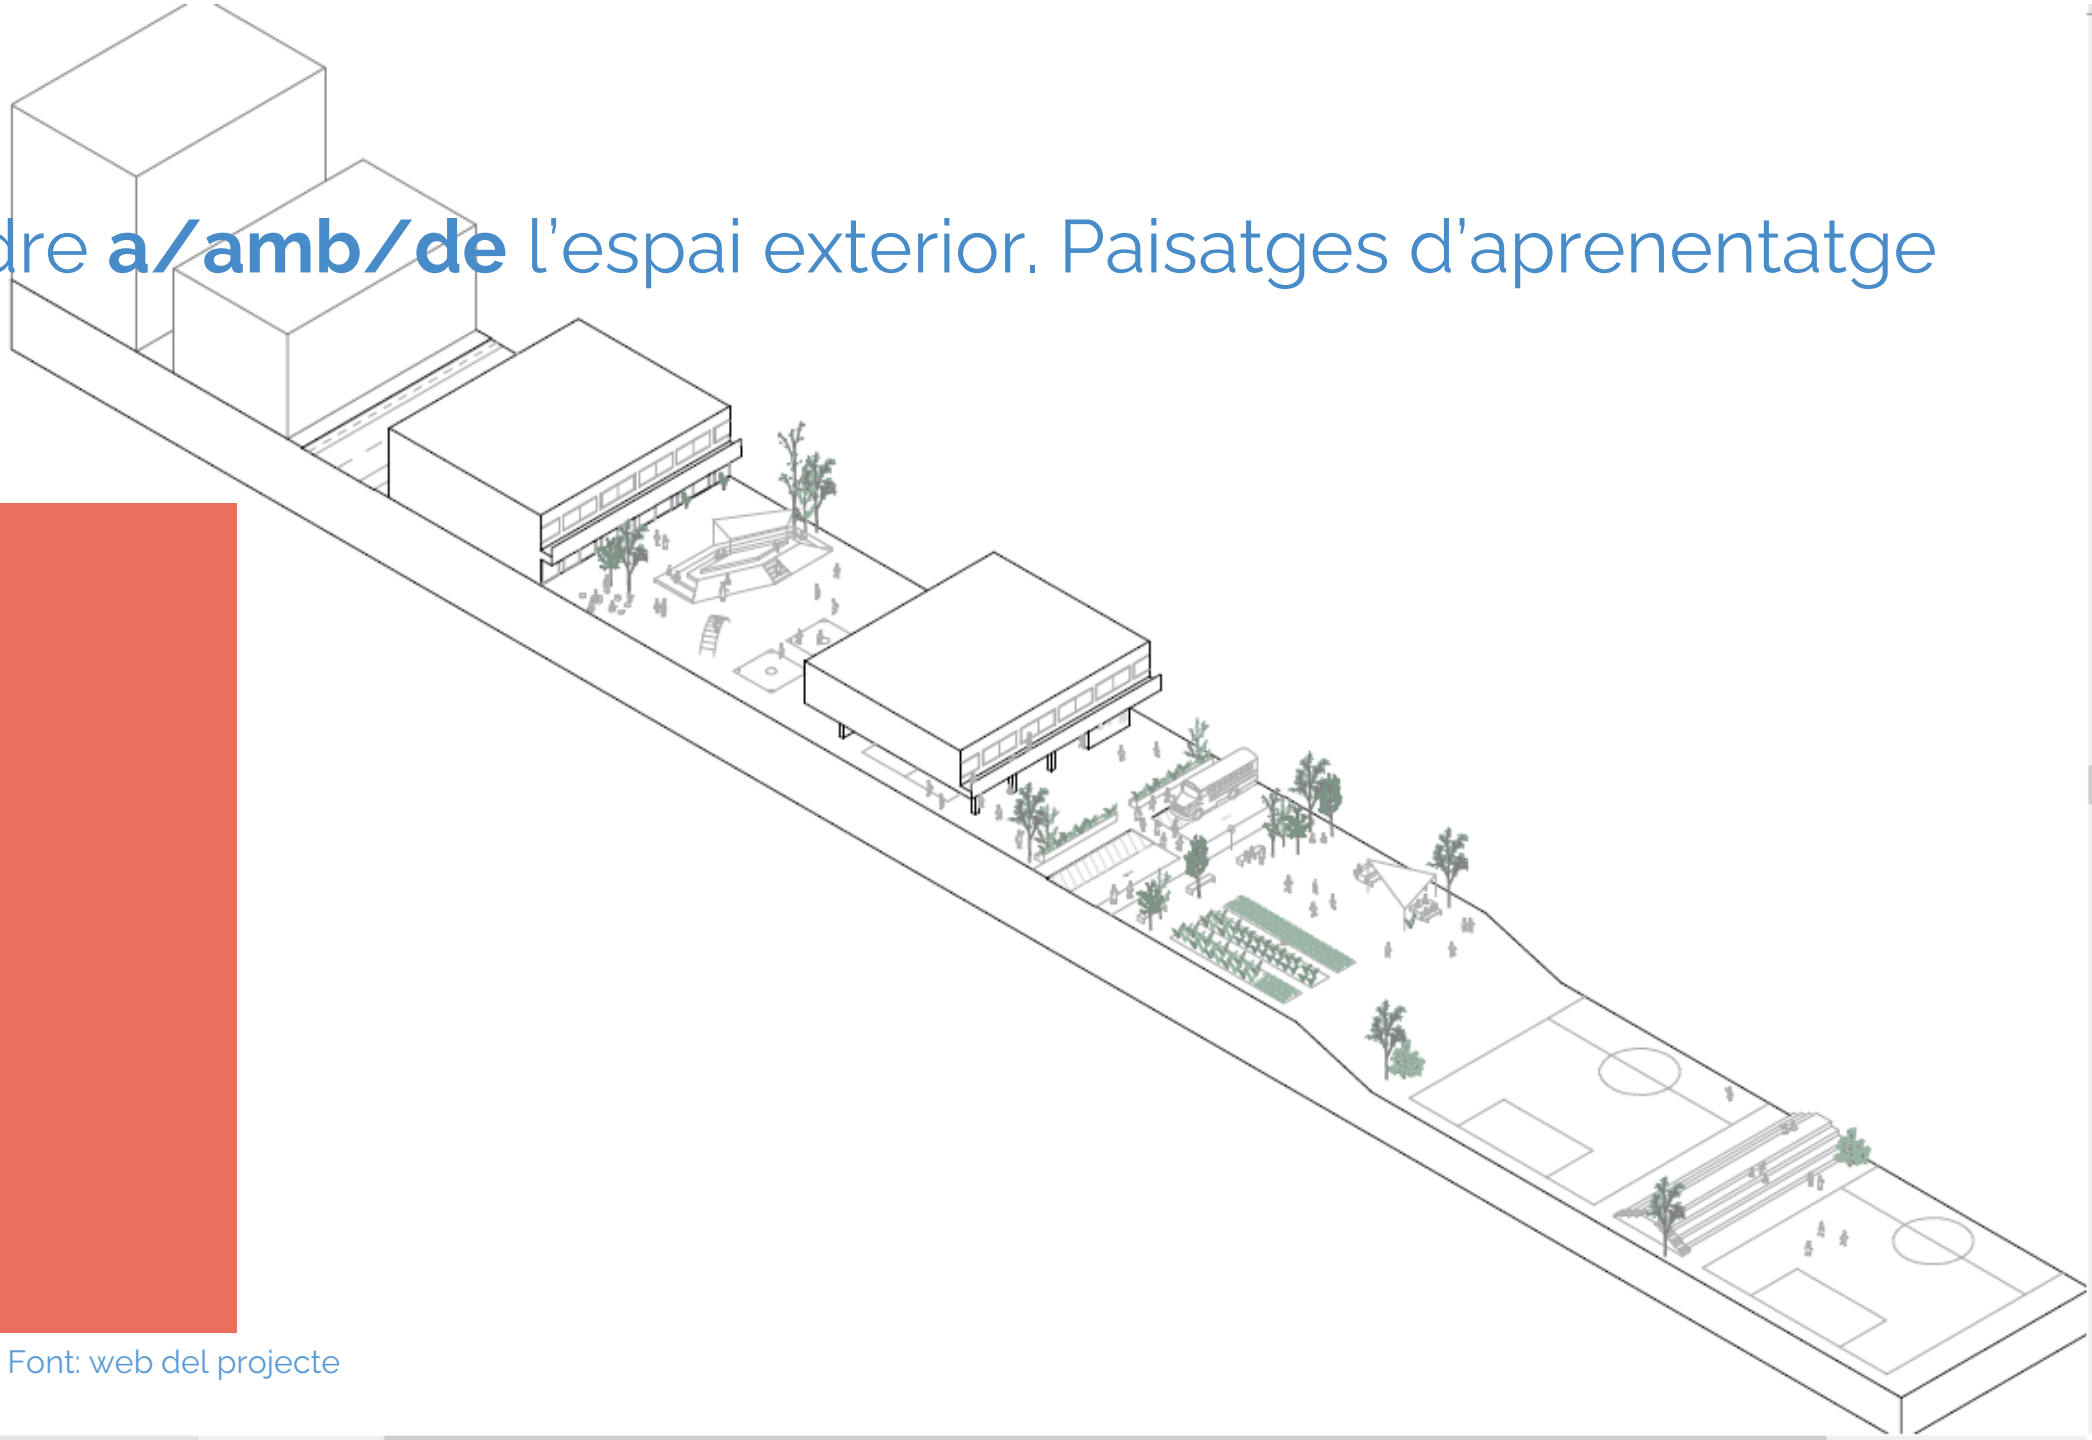 dre a/amb/de l'espai exterior. Paisatges d'aprenentatge
Font: web del projecte